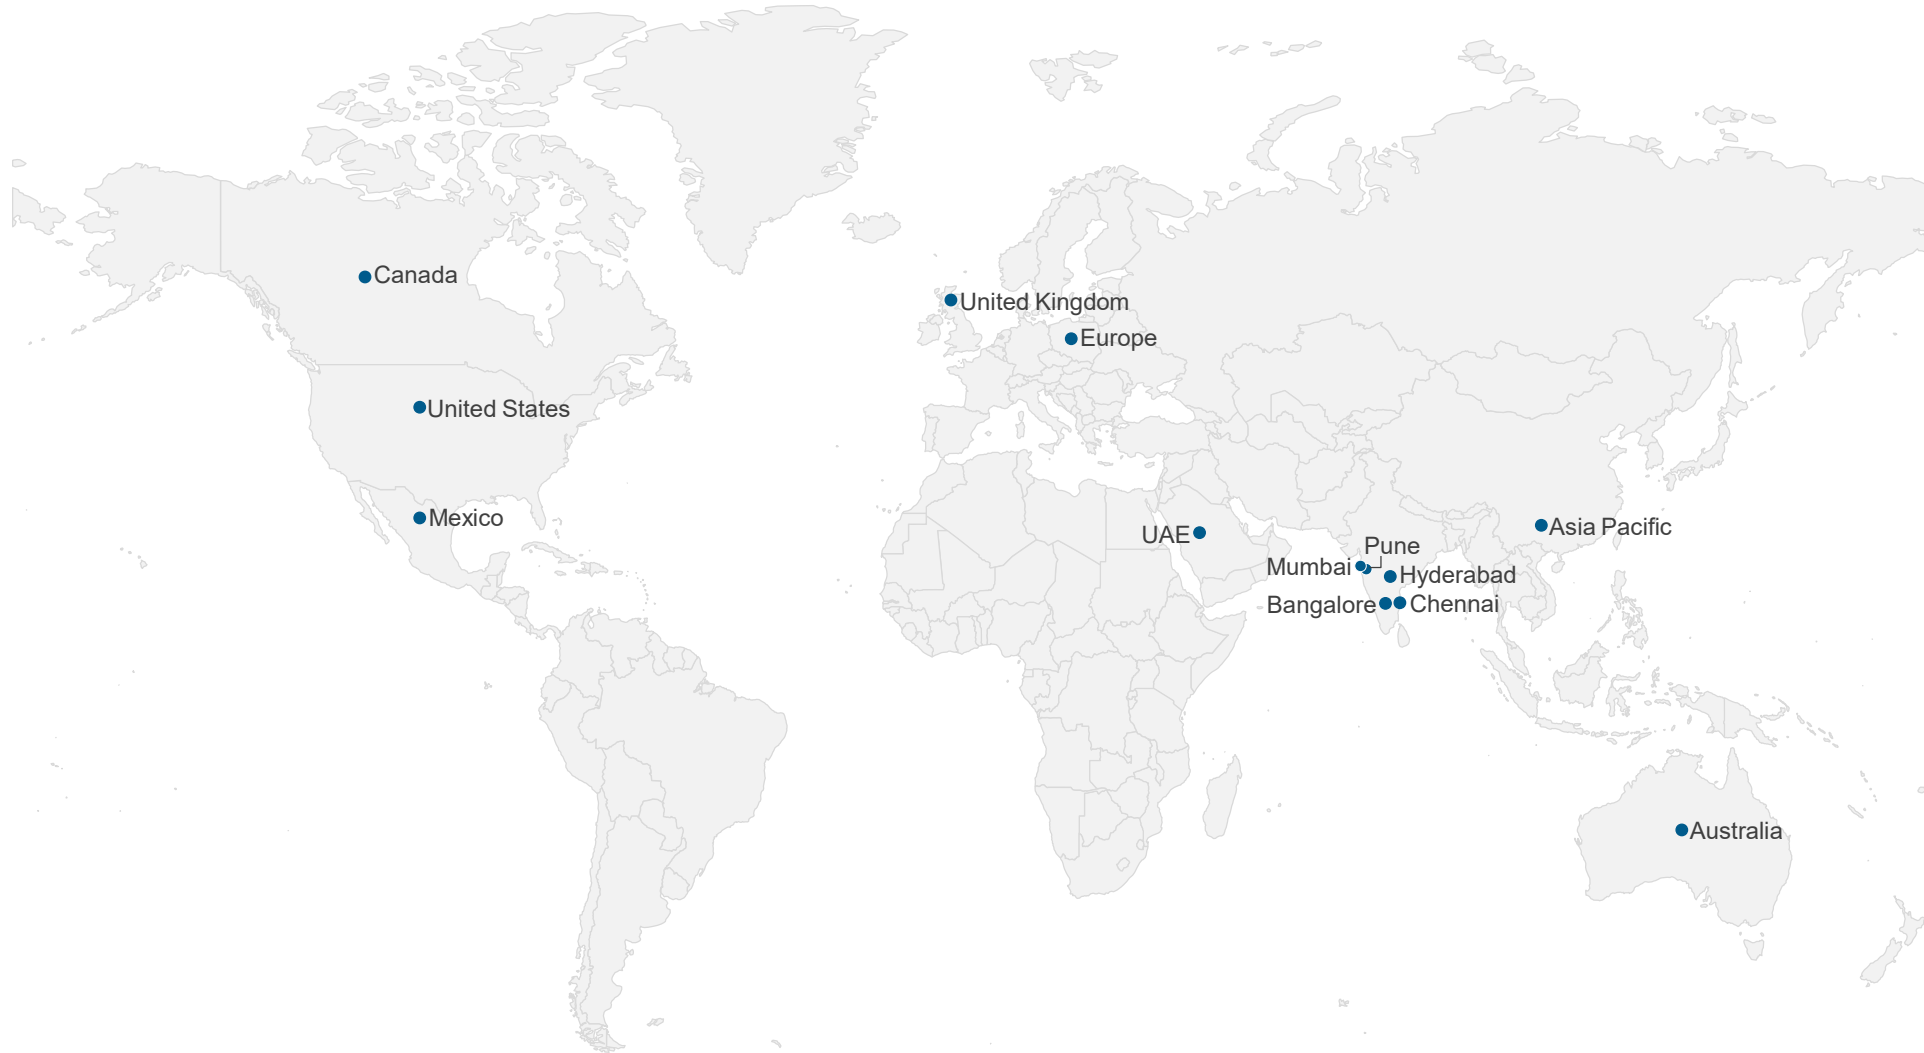 Canada
United Kingdom
Europe
United States
Mexico
UAE
Asia Pacific
Pune
Mumbai
Hyderabad
Bangalore
Chennai
Australia